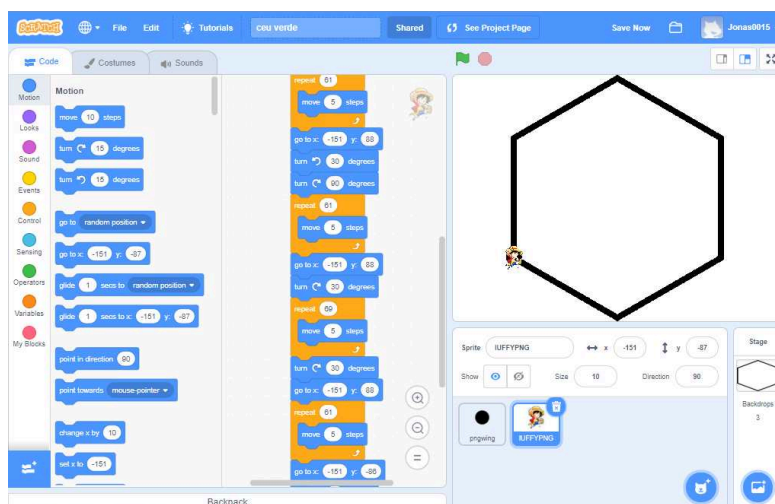 SCRATCH File Edit Tutorials ceu verde Shared See Project Page Save Now Jonas0015
Code Costumes Sounds
Motion
Looks
Sound
Events
Control
Sensing
Operators
Variables
My Blocks
Motion
move 10 steps
turn 15 degrees
turn 15 degrees
go to random position
go to x: -151 y: -87
glide 1 secs to random position
glide 1 secs to x: -151 y: -87
point in direction 90
point towards mouse-pointer
change x by 10
set x to -151
repeat 61
move 5 steps
go to x: -151 y: 88
turn 30 degrees
turn 90 degrees
repeat 61
move 5 steps
go to x: -151 y: 88
turn 30 degrees
repeat 69
move 5 steps
turn 30 degrees
go to x: -151 y: 88
repeat 61
move 5 steps
go to x: -151 y: -86
Backpack
Sprite IUFFYPNG x -151 y -87
Show Size 10 Direction 90
pngwing
IUFFYPNG
Stage
Backdrops
3